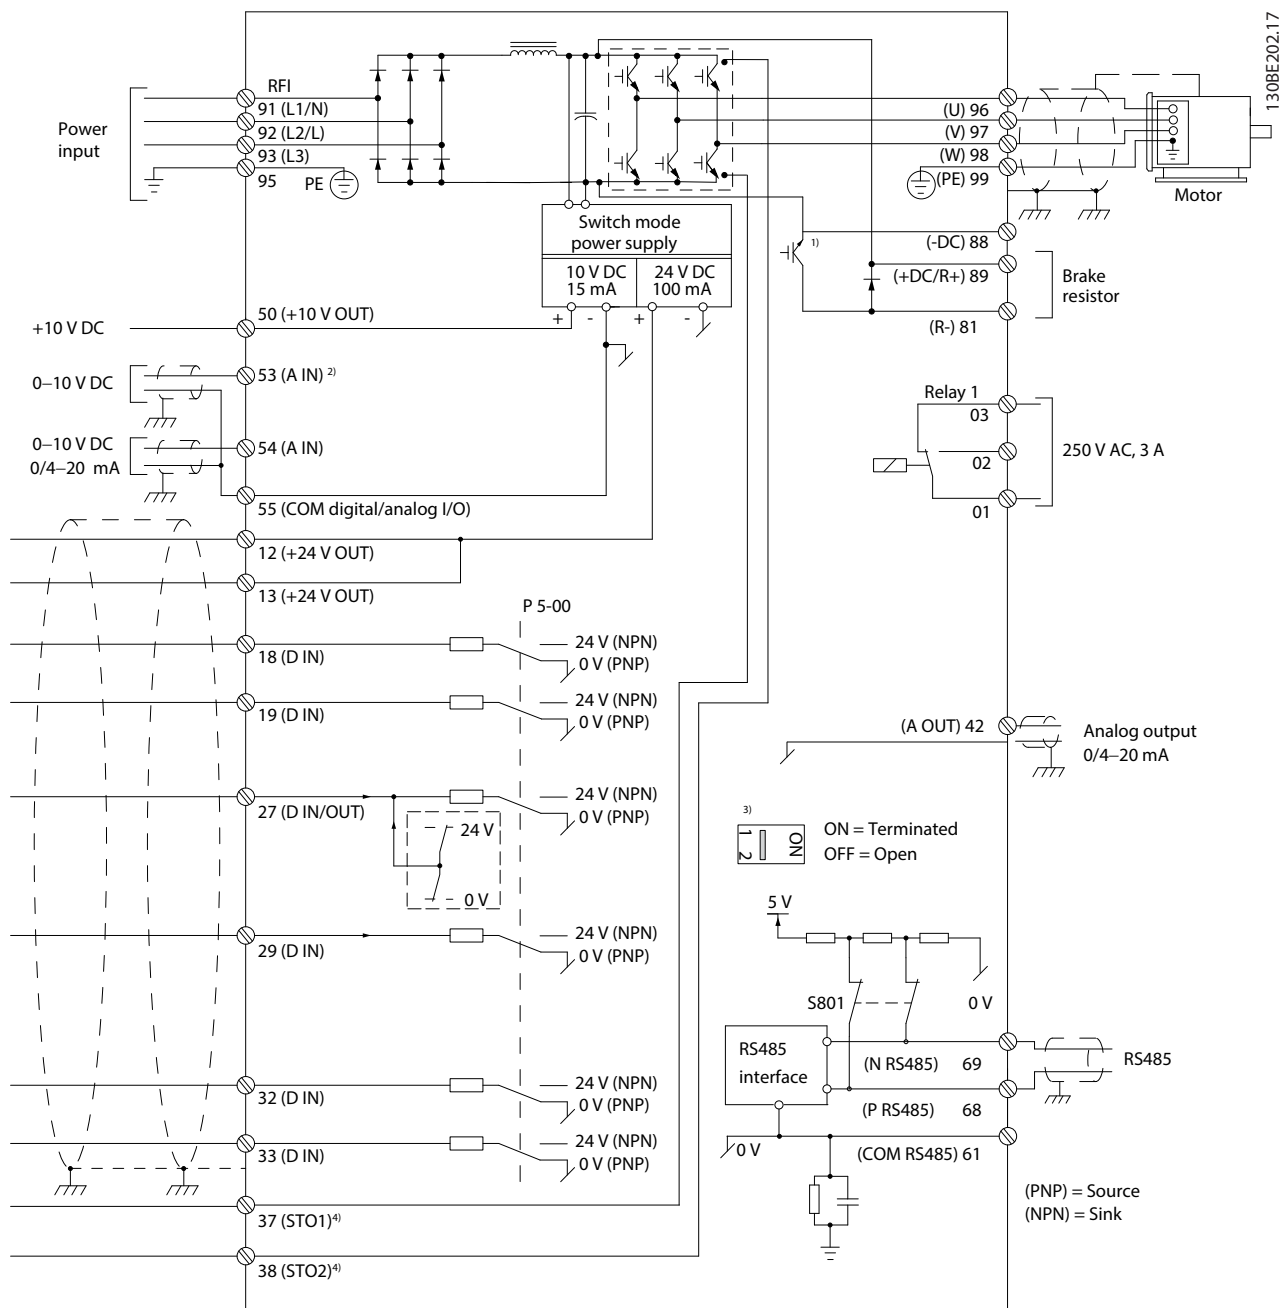 130BE202.17
RFI
91 (L1/N)
92 (L2/L)
93 (L3)
95
PE
Power
input
(U) 96
(V) 97
(W) 98
(PE) 99
Motor
Switch mode
power supply
10 V DC
15 mA
24 V DC
100 mA
+ - + -
1)
(-DC) 88
(+DC/R+) 89
(R-) 81
Brake
resistor
+10 V DC
50 (+10 V OUT)
0–10 V DC
53 (A IN) 2)
0–10 V DC
0/4–20 mA
54 (A IN)
55 (COM digital/analog I/O)
Relay 1
03
02
01
250 V AC, 3 A
12 (+24 V OUT)
13 (+24 V OUT)
P 5-00
18 (D IN)
24 V (NPN)
0 V (PNP)
19 (D IN)
24 V (NPN)
0 V (PNP)
27 (D IN/OUT)
24 V (NPN)
0 V (PNP)
24 V
0 V
29 (D IN)
24 V (NPN)
0 V (PNP)
32 (D IN)
24 V (NPN)
0 V (PNP)
33 (D IN)
24 V (NPN)
0 V (PNP)
37 (STO1)4)
38 (STO2)4)
(A OUT) 42
Analog output
0/4–20 mA
3)
1 2
ON
ON = Terminated
OFF = Open
5 V
S801
0 V
RS485
interface
(N RS485) 69
(P RS485) 68
RS485
0 V
(COM RS485) 61
(PNP) = Source
(NPN) = Sink